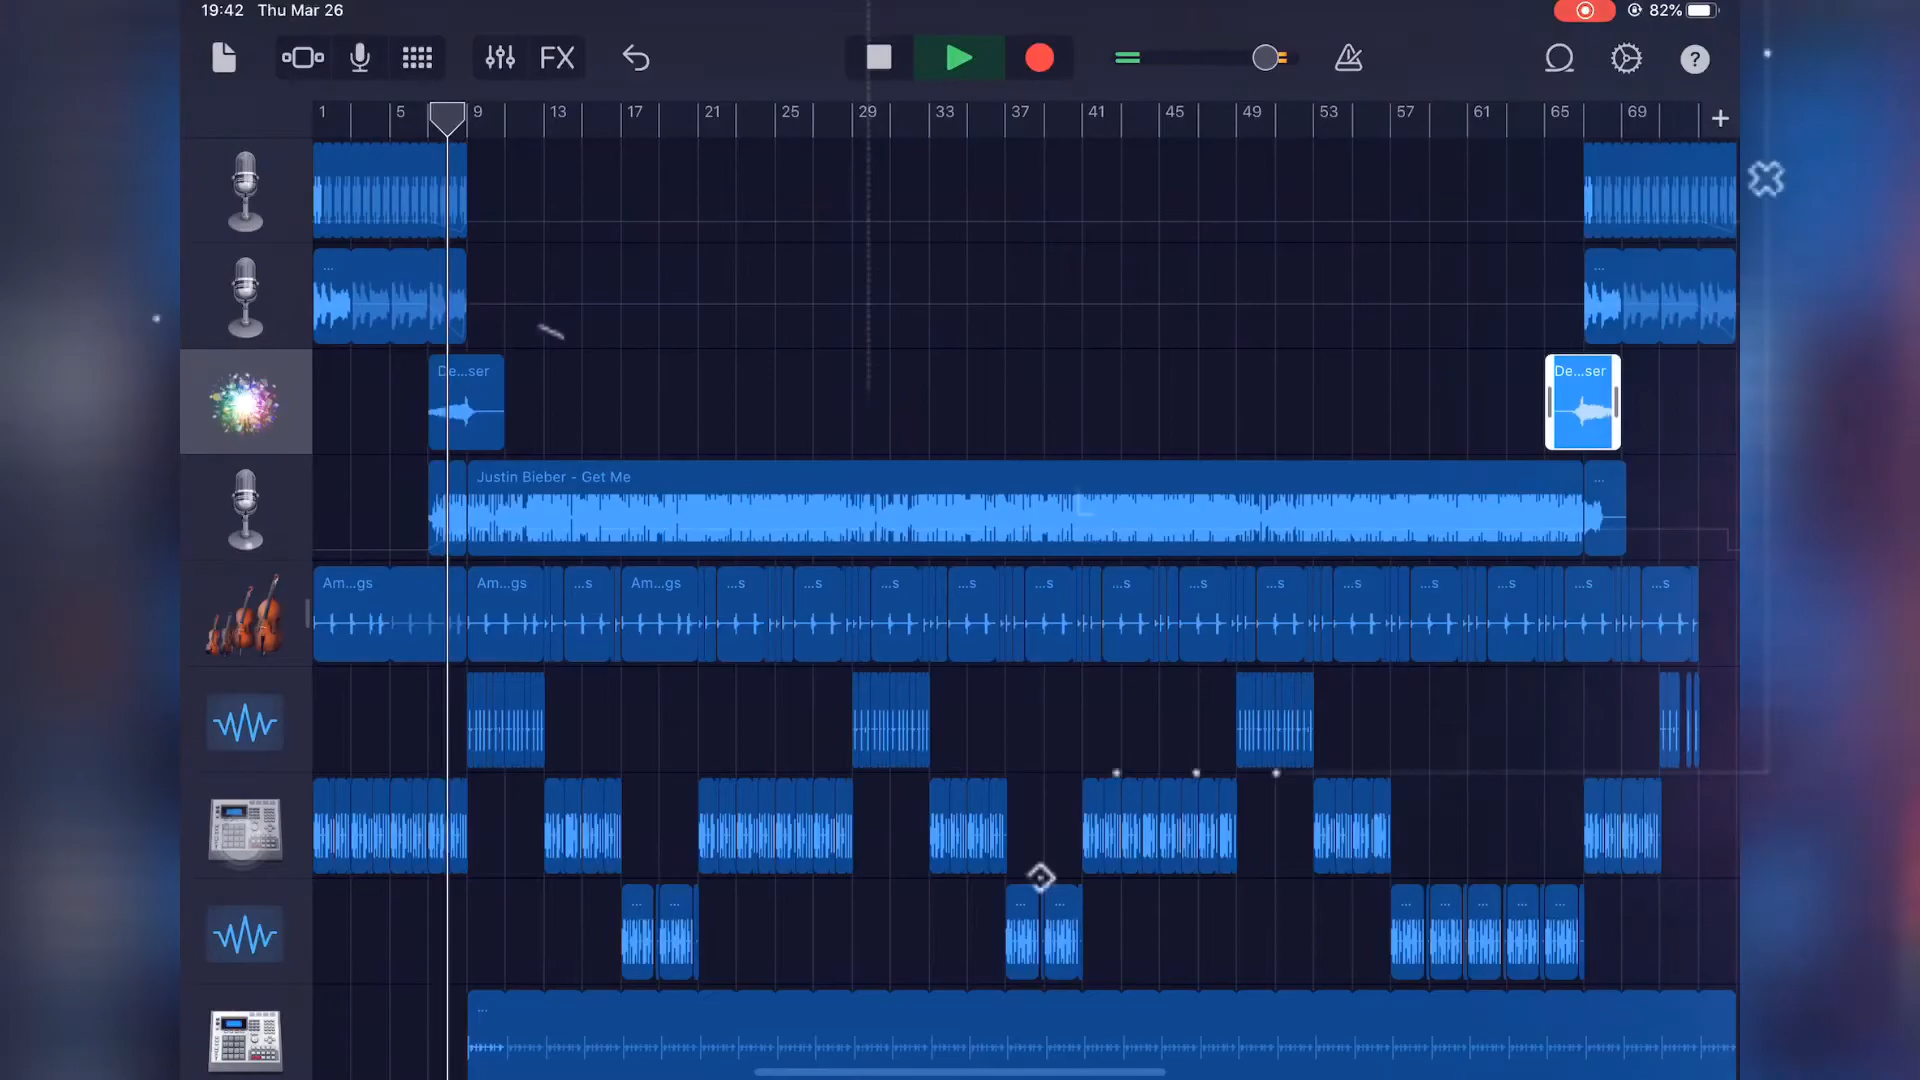 19:42 Thu Mar 26
82%
FX
?
1 5 9 13 17 21 25 29 33 37 41 45 49 53 57 61 65 69
+
... ...
De...ser De...ser
Justin Bieber - Get Me ...
Am...gs Am...gs ...s Am...gs ...s ...s ...s ...s ...s ...s ...s ...s ...s ...s ...s ...s ...s
... ... ... ... ... ... ... ... ...
...